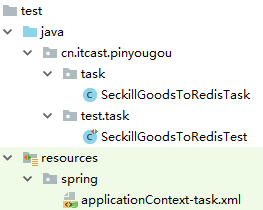 test
java
cn.itcast.pinyougou
task
SeckillGoodsToRedisTask
test.task
SeckillGoodsToRedisTest
resources
spring
applicationContext-task.xml